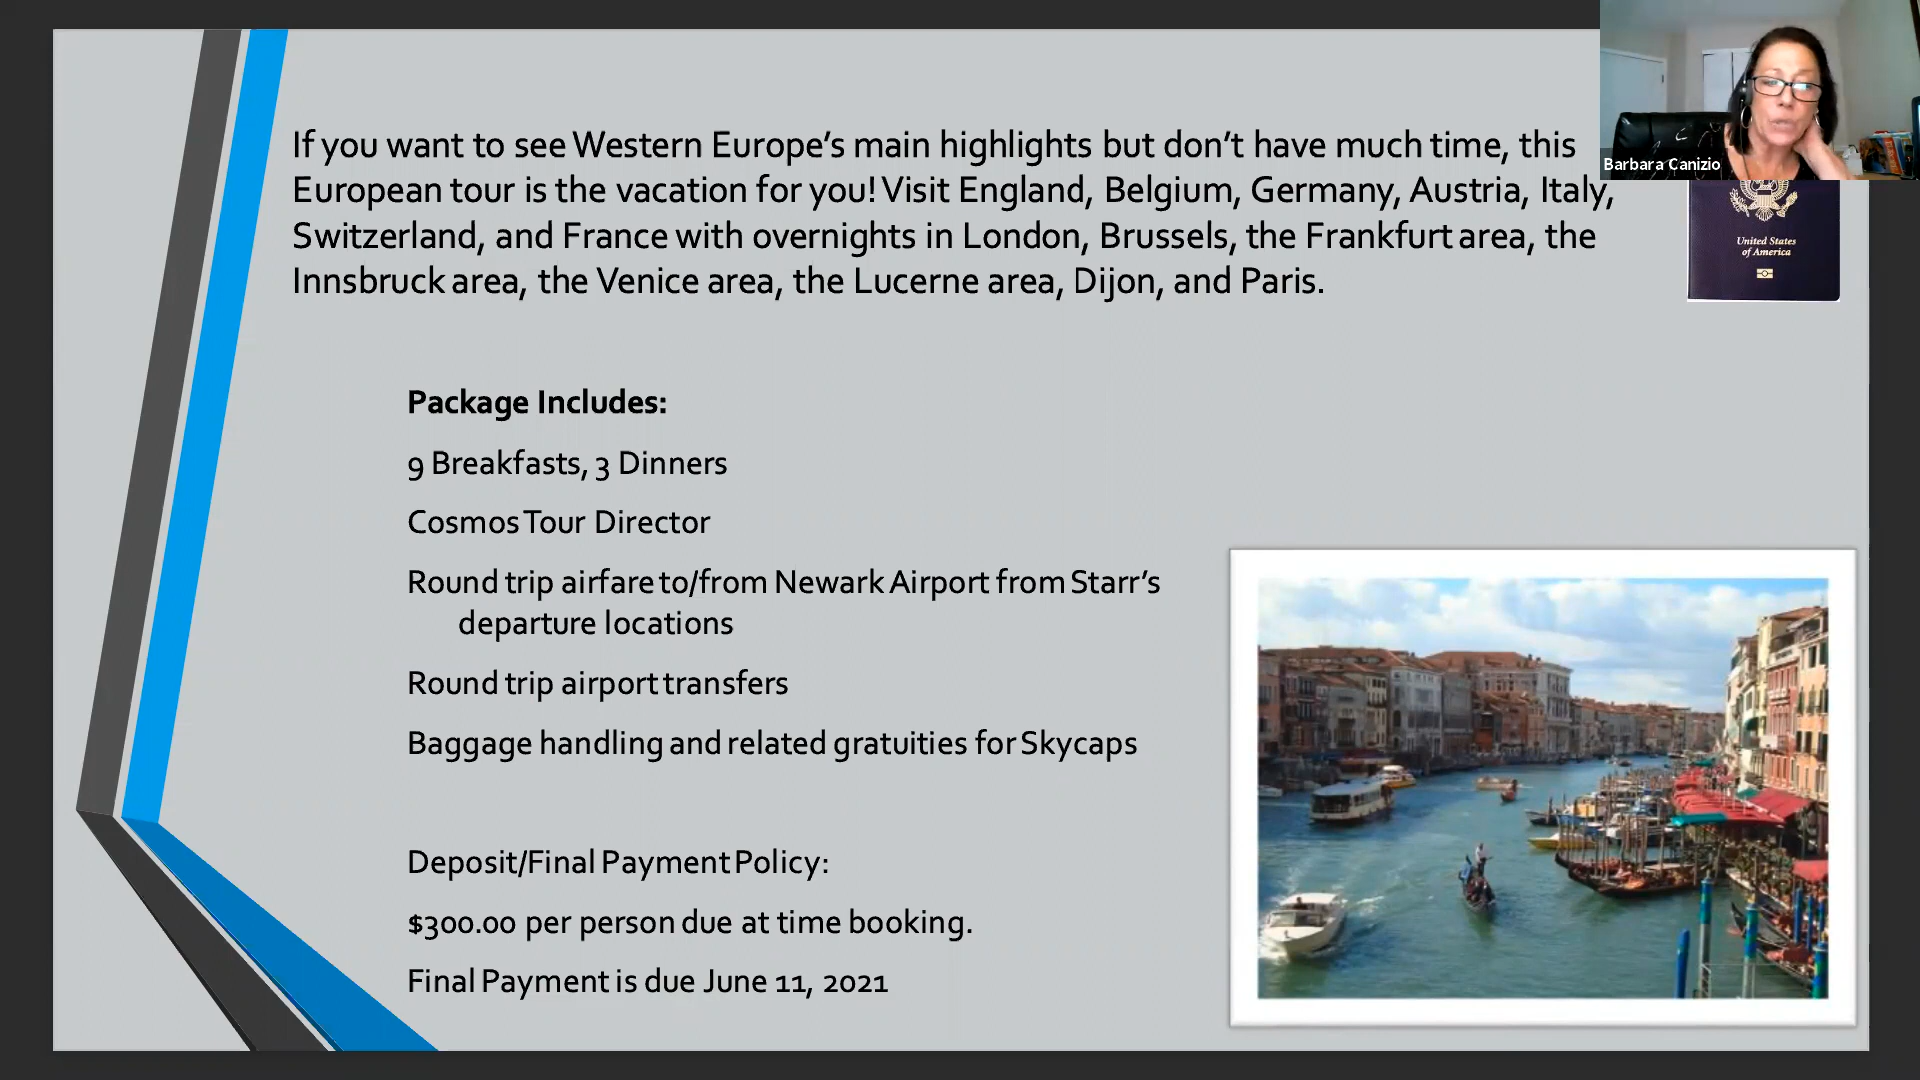 If you want to see Western Europe’s main highlights but don’t have much time, this
European tour is the vacation for you! Visit England, Belgium, Germany, Austria, Italy,
Switzerland, and France with overnights in London, Brussels, the Frankfurt area, the
Innsbruck area, the Venice area, the Lucerne area, Dijon, and Paris.
Barbara Canizio
United States
of America
Package Includes:
9 Breakfasts, 3 Dinners
Cosmos Tour Director
Round trip airfare to/from Newark Airport from Starr’s
departure locations
Round trip airport transfers
Baggage handling and related gratuities for Skycaps
Deposit/Final Payment Policy:
$300.00 per person due at time booking.
Final Payment is due June 11, 2021